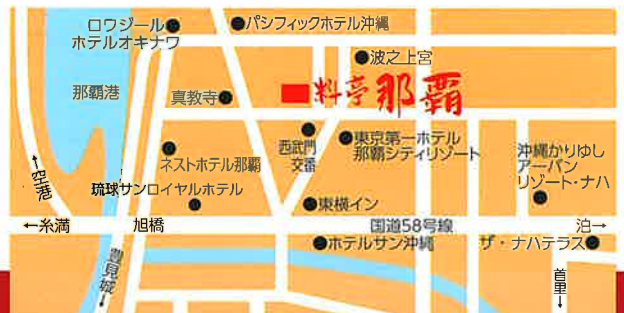 ロワジール
ホテルオキナワ
パシフィックホテル沖縄
波之上宮
那覇港
真教寺
料亭 那覇
西武門
交番
東京第一ホテル
那覇シティリゾート
沖縄かりゆし
アーバン
リゾート・ナハ
ネストホテル那覇
←空港
琉球サンロイヤルホテル
東横イン
←糸満
旭橋
国道58号線
泊→
ホテルサン沖縄
ザ・ナハテラス
豊見城→
首里→